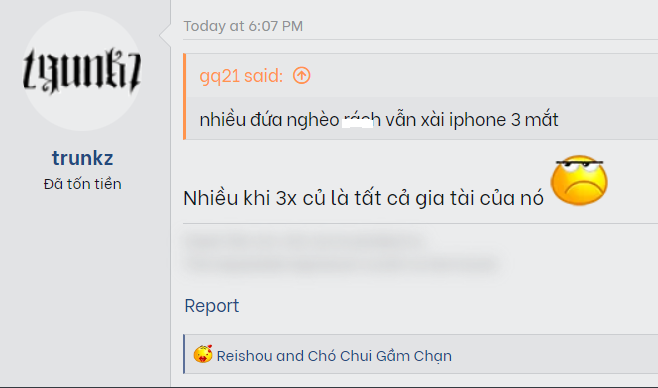 Today at 6:07 PM
trunkz
gq21 said:
nhiều đứa nghèo vẫn xài iphone 3 mắt
trunkz
Đã tốn tiền
Nhiều khi 3x củ là tất cả gia tài của nó
Report
Reishou and Chó Chui Gầm Chạn